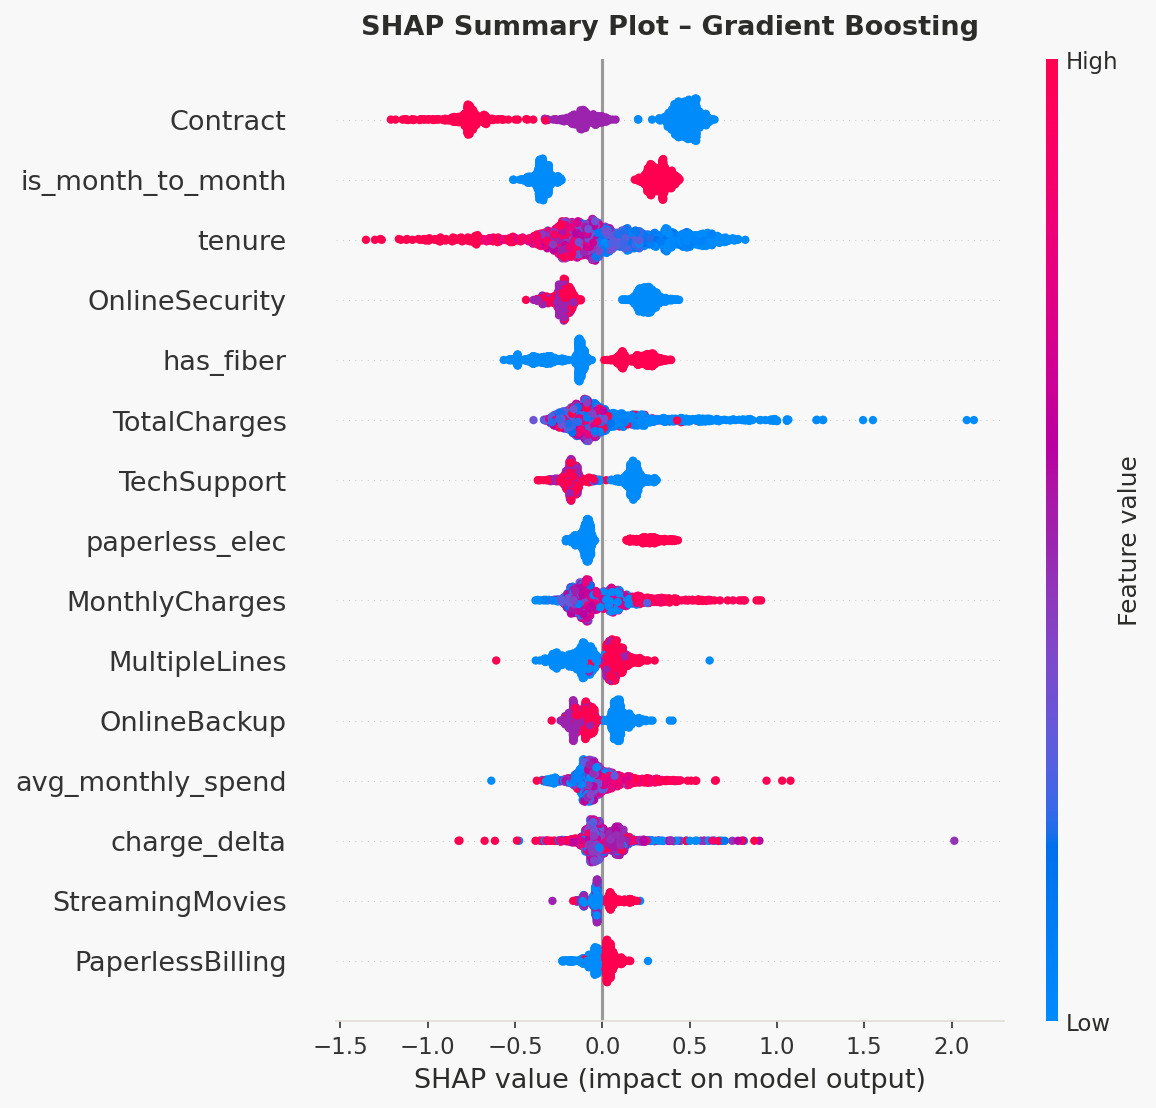 SHAP Summary Plot – Gradient Boosting
High
Contract
is_month_to_month
tenure
OnlineSecurity
has_fiber
TotalCharges
TechSupport
paperless_elec
MonthlyCharges
MultipleLines
OnlineBackup
avg_monthly_spend
charge_delta
StreamingMovies
PaperlessBilling
Feature value
Low
−1.5 −1.0 −0.5 0.0 0.5 1.0 1.5 2.0
SHAP value (impact on model output)